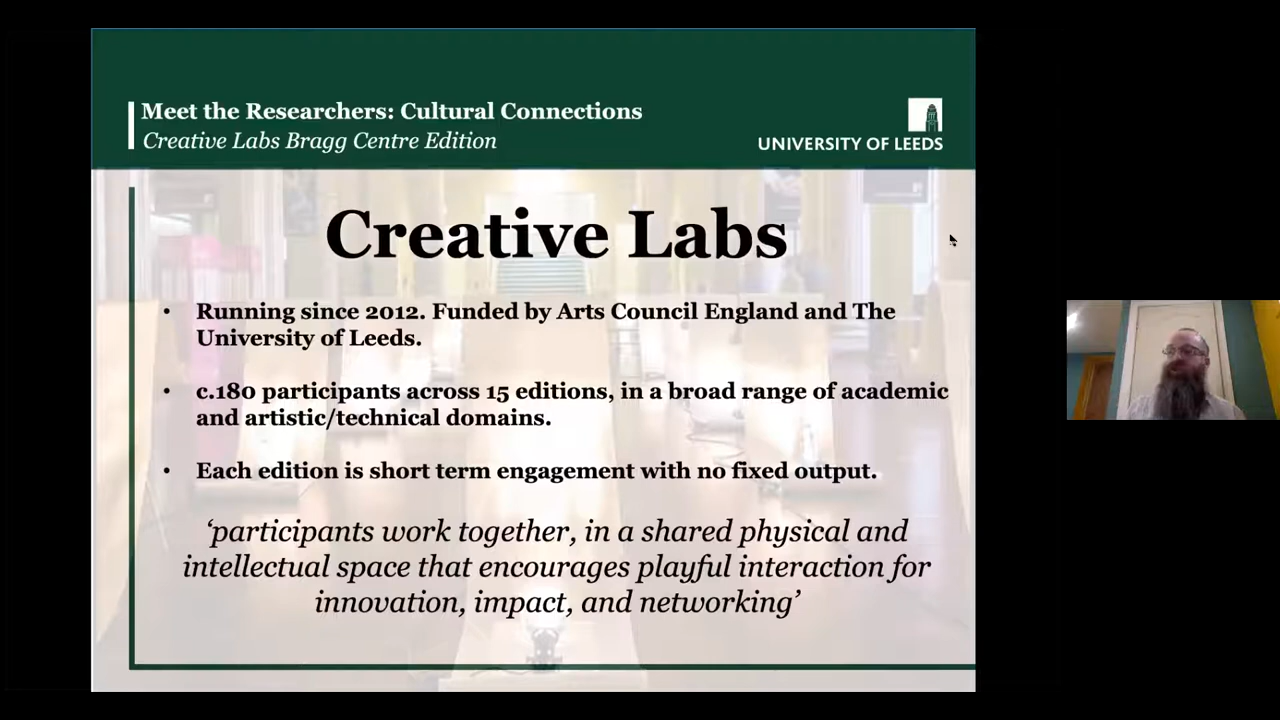 Meet the Researchers: Cultural Connections
Creative Labs Bragg Centre Edition
UNIVERSITY OF LEEDS
Creative Labs
• Running since 2012. Funded by Arts Council England and The
University of Leeds.
• c.180 participants across 15 editions, in a broad range of academic
and artistic/technical domains.
• Each edition is short term engagement with no fixed output.
‘participants work together, in a shared physical and
intellectual space that encourages playful interaction for
innovation, impact, and networking’